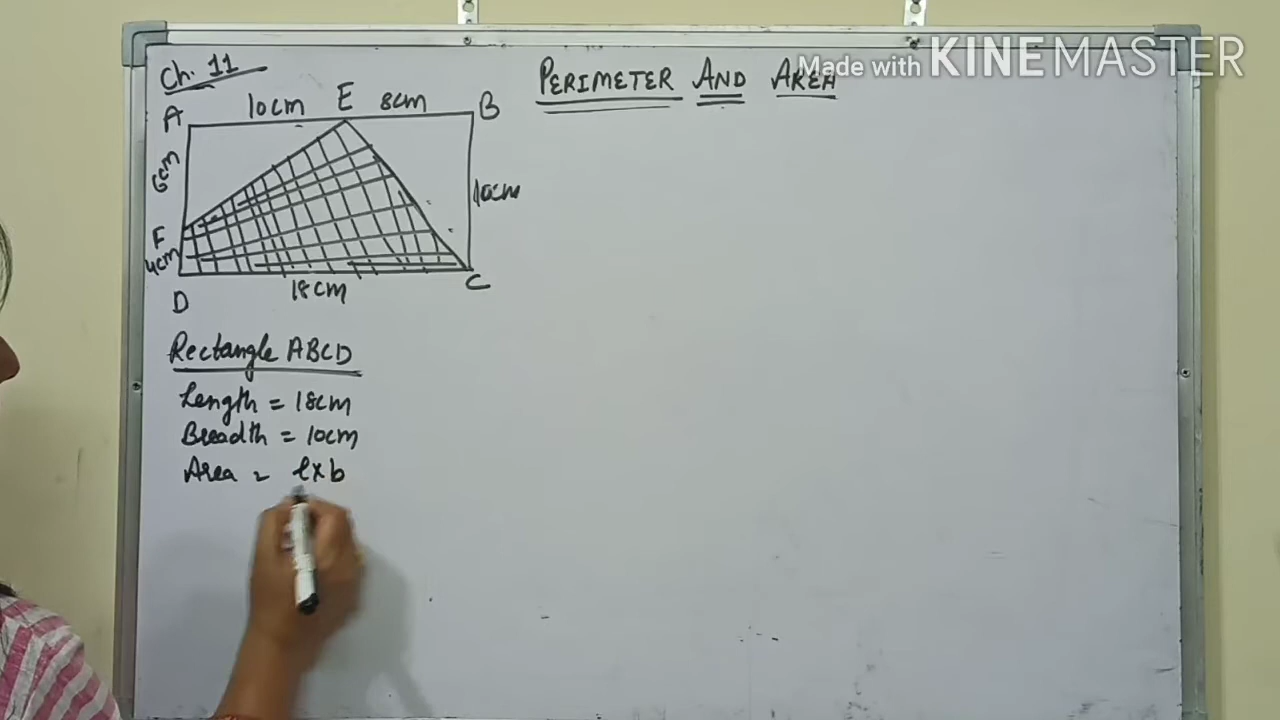 Made with KINEMASTER
Ch. 11
PERIMETER AND AREA
10cm E 8cm
A B
6cm
10cm
F
4cm
18cm
D C
Rectangle ABCD
Length = 18cm
Breadth = 10cm
Area = l×b